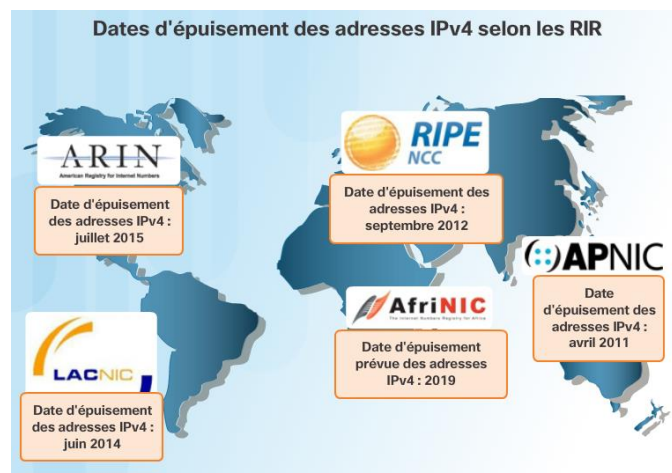 Dates d'épuisement des adresses IPv4 selon les RIR
ARIN
American Registry for Internet Numbers
Date d'épuisement
des adresses IPv4 :
juillet 2015
RIPE
NCC
Date d'épuisement des
adresses IPv4 :
septembre 2012
APNIC
Date
d'épuisement des
adresses IPv4 :
avril 2011
AfriNIC
The Internet Numbers Registry for Africa
Date d'épuisement
prévue des adresses
IPv4 : 2019
LACNIC
Date d'épuisement
des adresses IPv4 :
juin 2014